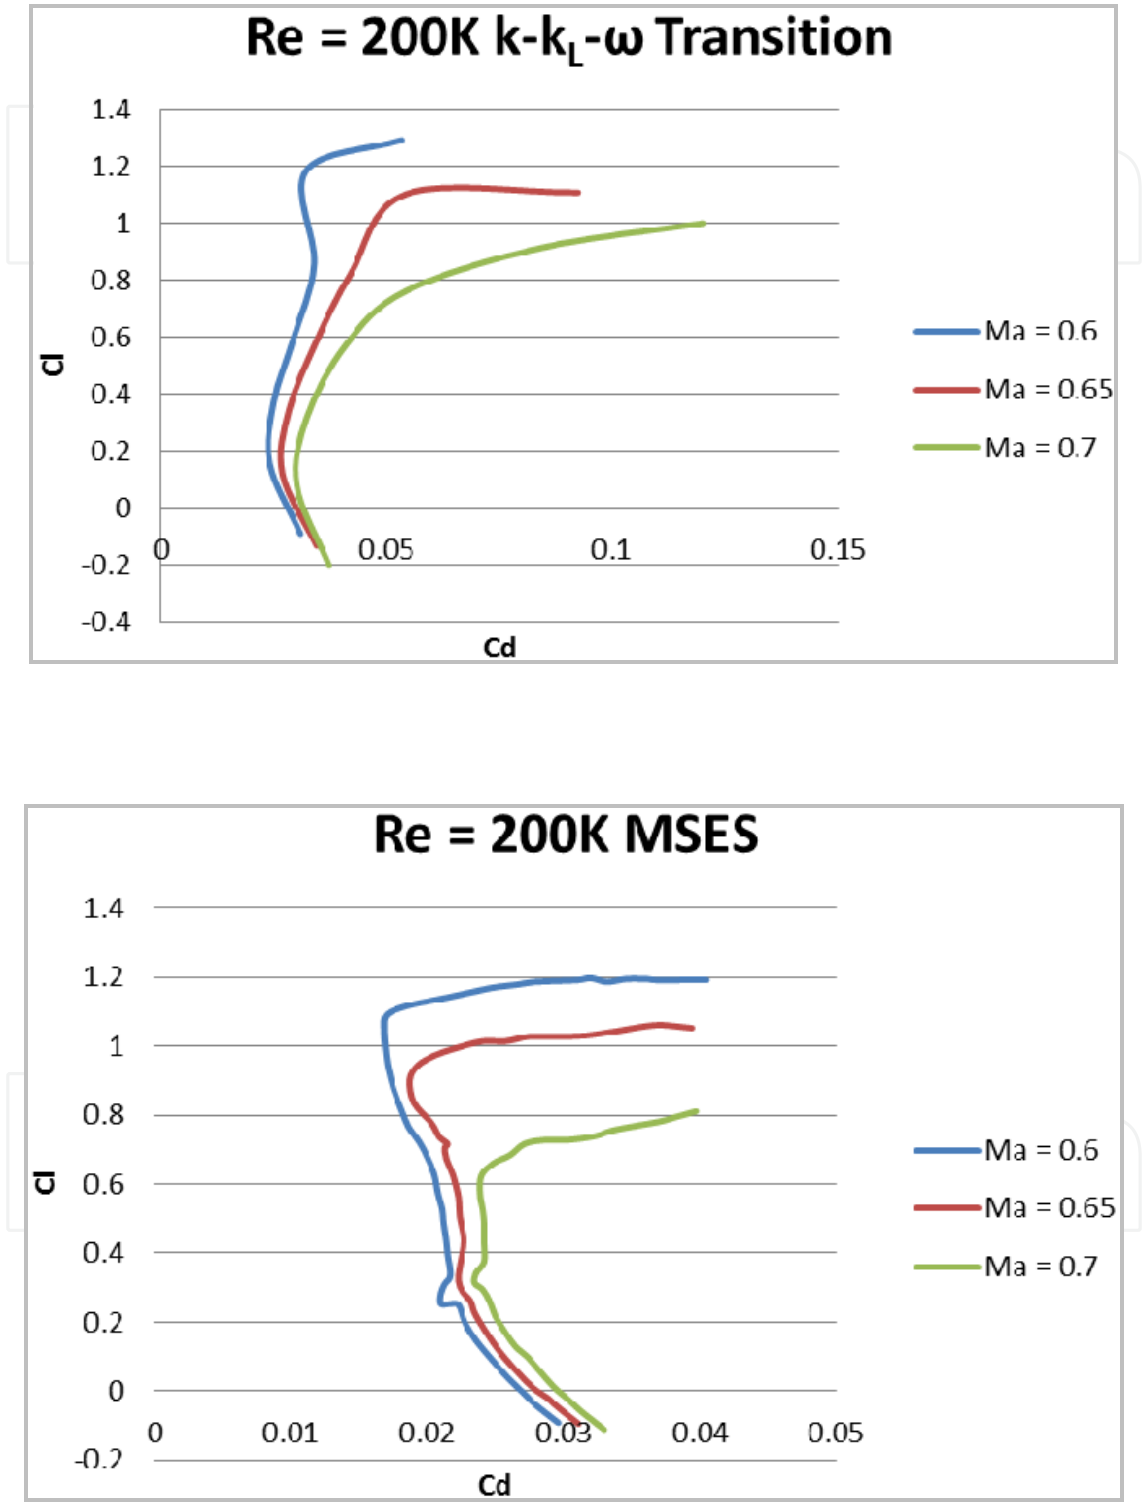 Re = 200K k-kL-ω Transition
1.4
1.2
1
0.8
0.6
0.4
0.2
0
-0.2
-0.4
Cl
0 0.05 0.1 0.15
Cd
Ma = 0.6
Ma = 0.65
Ma = 0.7
Re = 200K MSES
1.4
1.2
1
0.8
0.6
0.4
0.2
0
-0.2
Cl
0 0.01 0.02 0.03 0.04 0.05
Cd
Ma = 0.6
Ma = 0.65
Ma = 0.7